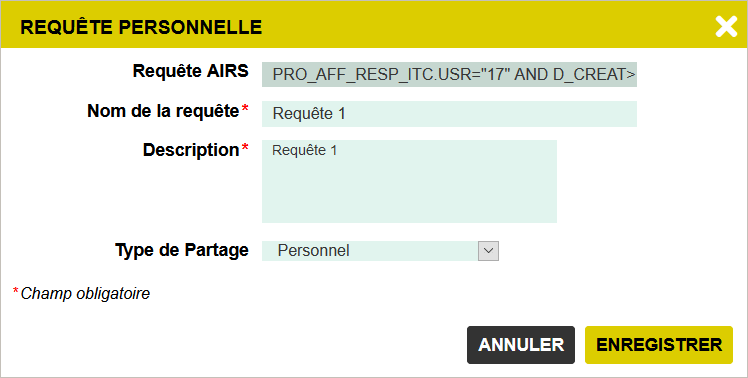 REQUÊTE PERSONNELLE
Requête AIRS PRO_AFF_RESP_ITC.USR="17" AND D_CREAT>
Nom de la requête* Requête 1
Description* Requête 1
Type de Partage Personnel
*Champ obligatoire
ANNULER ENREGISTRER